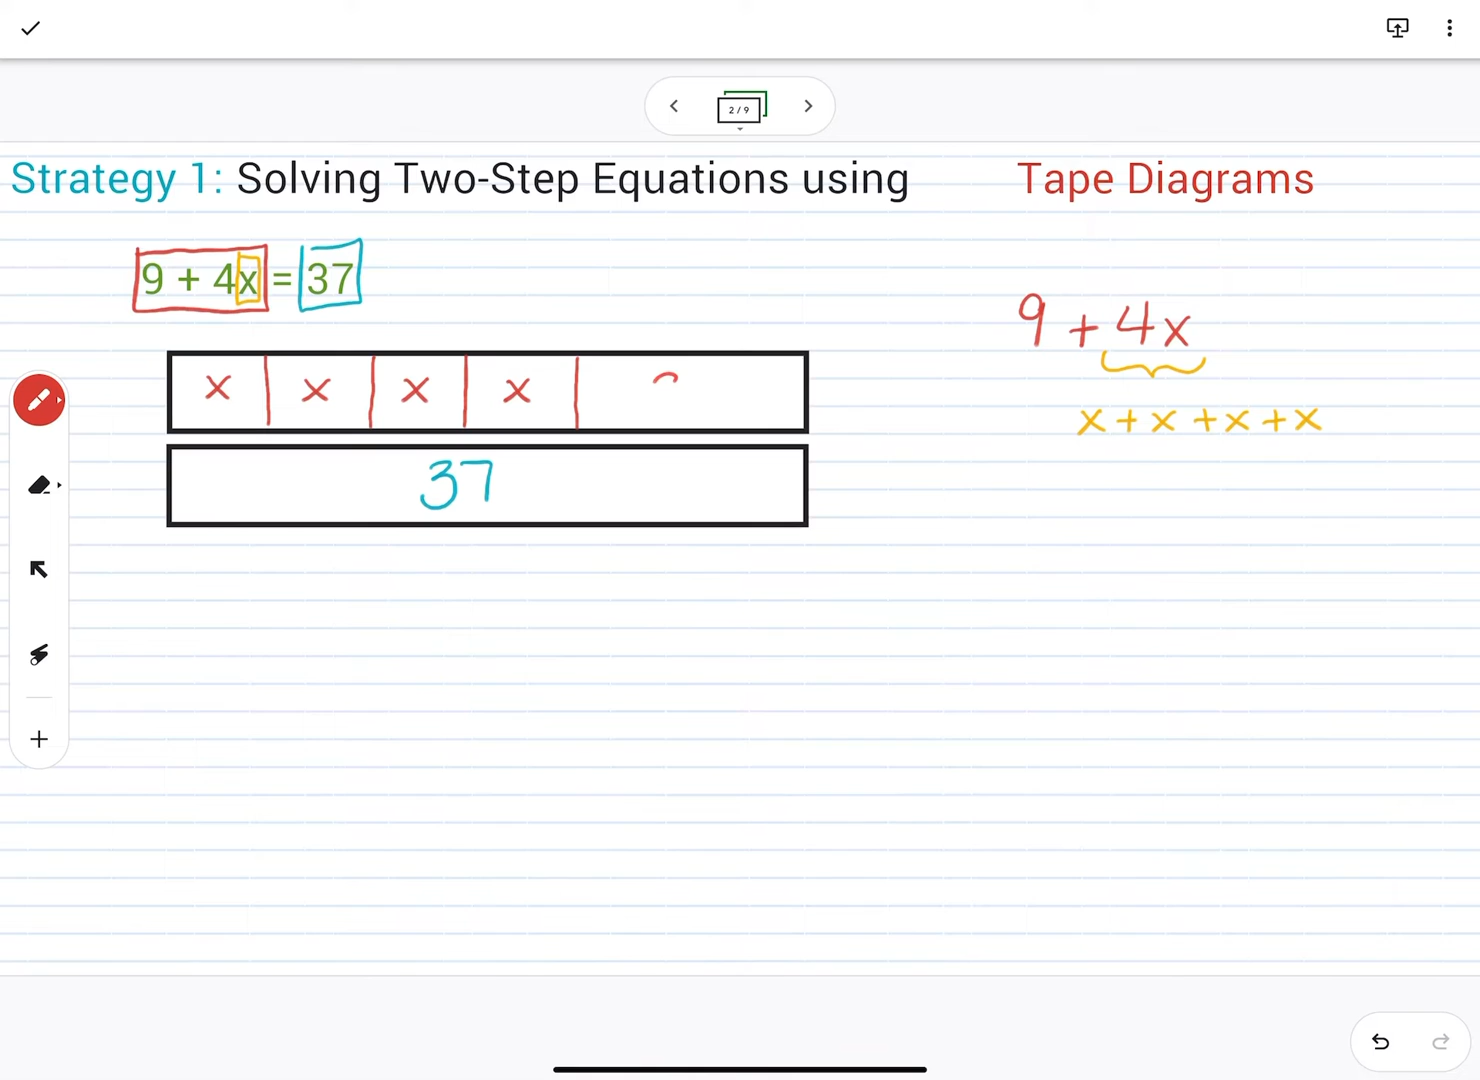 2 / 9
Strategy 1: Solving Two-Step Equations using Tape Diagrams
9 + 4x = 37
9 + 4x
x x x x
x + x + x + x
37